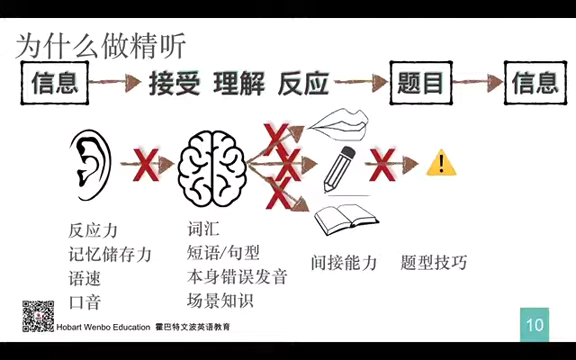 为什么做精听
信息 接受 理解 反应 题目 信息
X X X X X
反应力
记忆储存力
语速
口音
词汇
短语/句型
本身错误发音
场景知识
间接能力
题型技巧
Hobart Wenbo Education 霍巴特文波英语教育
10